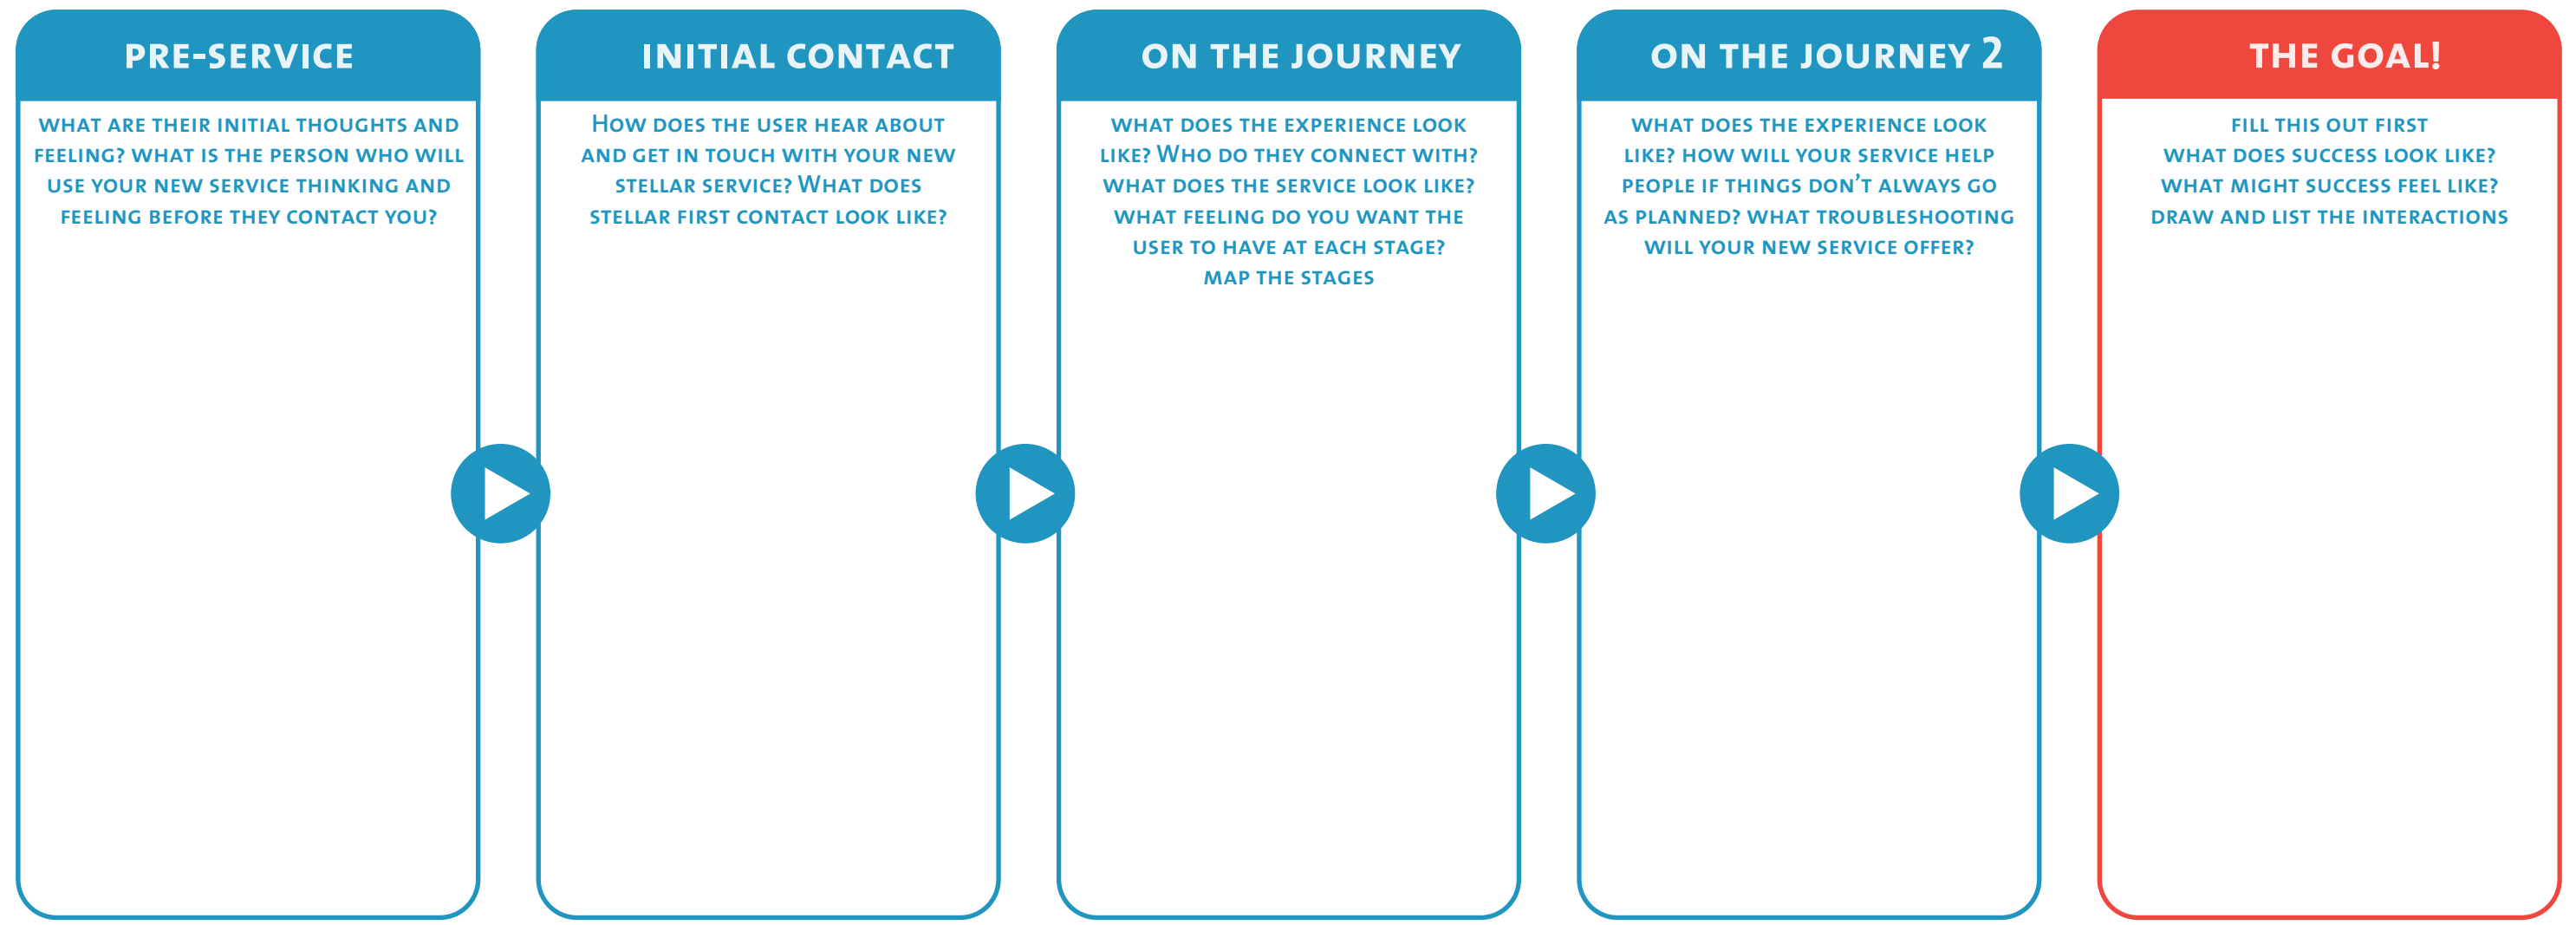 PRE-SERVICE
WHAT ARE THEIR INITIAL THOUGHTS AND
FEELING? WHAT IS THE PERSON WHO WILL
USE YOUR NEW SERVICE THINKING AND
FEELING BEFORE THEY CONTACT YOU?
INITIAL CONTACT
HOW DOES THE USER HEAR ABOUT
AND GET IN TOUCH WITH YOUR NEW
STELLAR SERVICE? WHAT DOES
STELLAR FIRST CONTACT LOOK LIKE?
ON THE JOURNEY
WHAT DOES THE EXPERIENCE LOOK
LIKE? WHO DO THEY CONNECT WITH?
WHAT DOES THE SERVICE LOOK LIKE?
WHAT FEELING DO YOU WANT THE
USER TO HAVE AT EACH STAGE?
MAP THE STAGES
ON THE JOURNEY 2
WHAT DOES THE EXPERIENCE LOOK
LIKE? HOW WILL YOUR SERVICE HELP
PEOPLE IF THINGS DON'T ALWAYS GO
AS PLANNED? WHAT TROUBLESHOOTING
WILL YOUR NEW SERVICE OFFER?
THE GOAL!
FILL THIS OUT FIRST
WHAT DOES SUCCESS LOOK LIKE?
WHAT MIGHT SUCCESS FEEL LIKE?
DRAW AND LIST THE INTERACTIONS